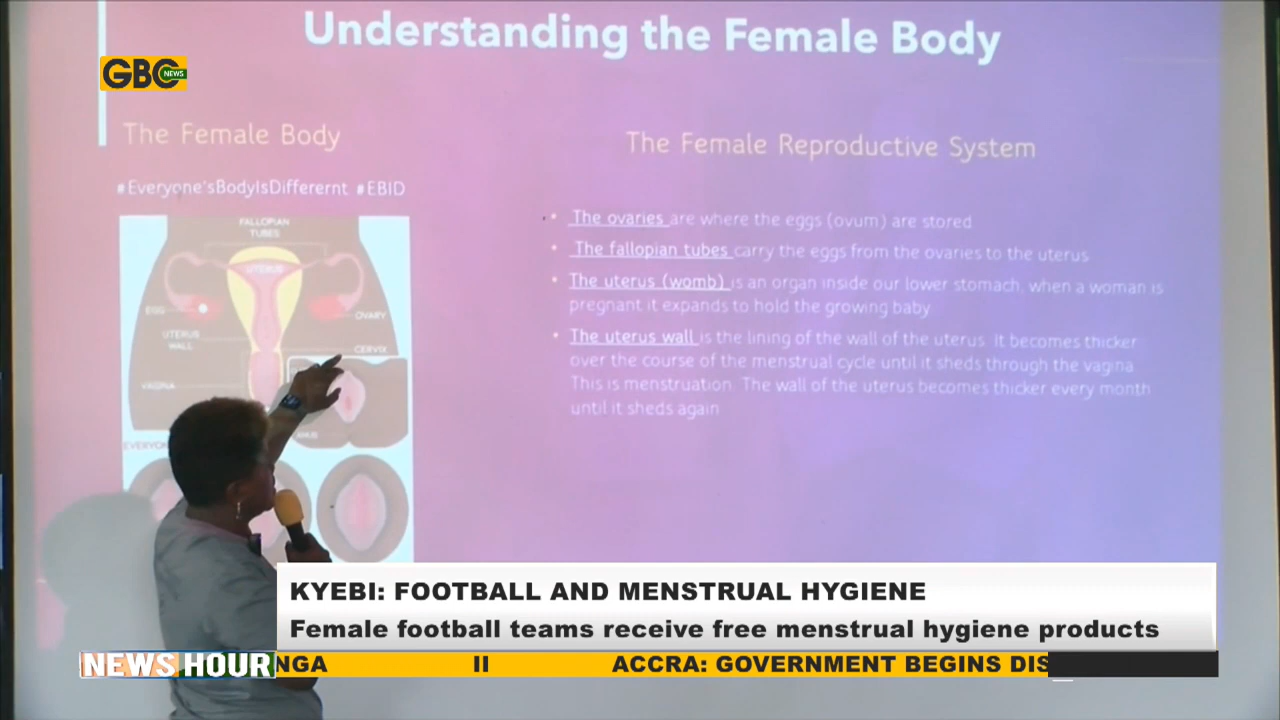 Understanding the Female Body
GBC NEWS
The Female Body
The Female Reproductive System
#Everyone'sBodyIsDifferernt #EBID
FALLOPIAN
TUBES
UTERUS
EGG
OVARY
UTERUS
WALL
CERVIX
VAGINA
ANUS
The ovaries are where the eggs (ovum) are stored
The fallopian tubes carry the eggs from the ovaries to the uterus
The uterus (womb) is an organ inside our lower stomach, when a woman is
pregnant it expands to hold the growing baby
The uterus wall is the lining of the wall of the uterus. It becomes thicker
over the course of the menstrual cycle until it sheds through the vagina.
This is menstruation. The wall of the uterus becomes thicker every month
until it sheds again
KYEBI: FOOTBALL AND MENSTRUAL HYGIENE
Female football teams receive free menstrual hygiene products
NEWS HOUR NGA II ACCRA: GOVERNMENT BEGINS DIS